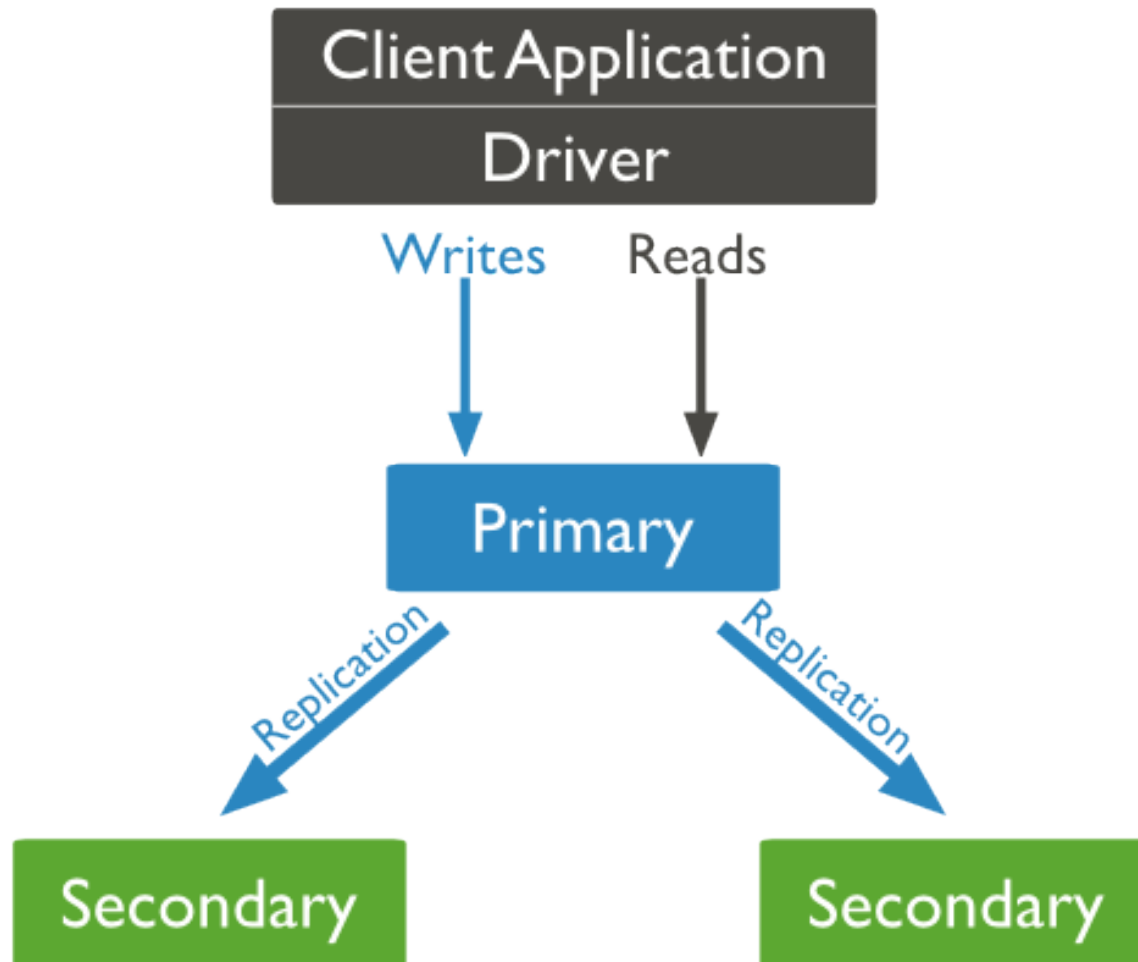 Client Application
Driver
Writes
Reads
Primary
Replication
Replication
Secondary
Secondary